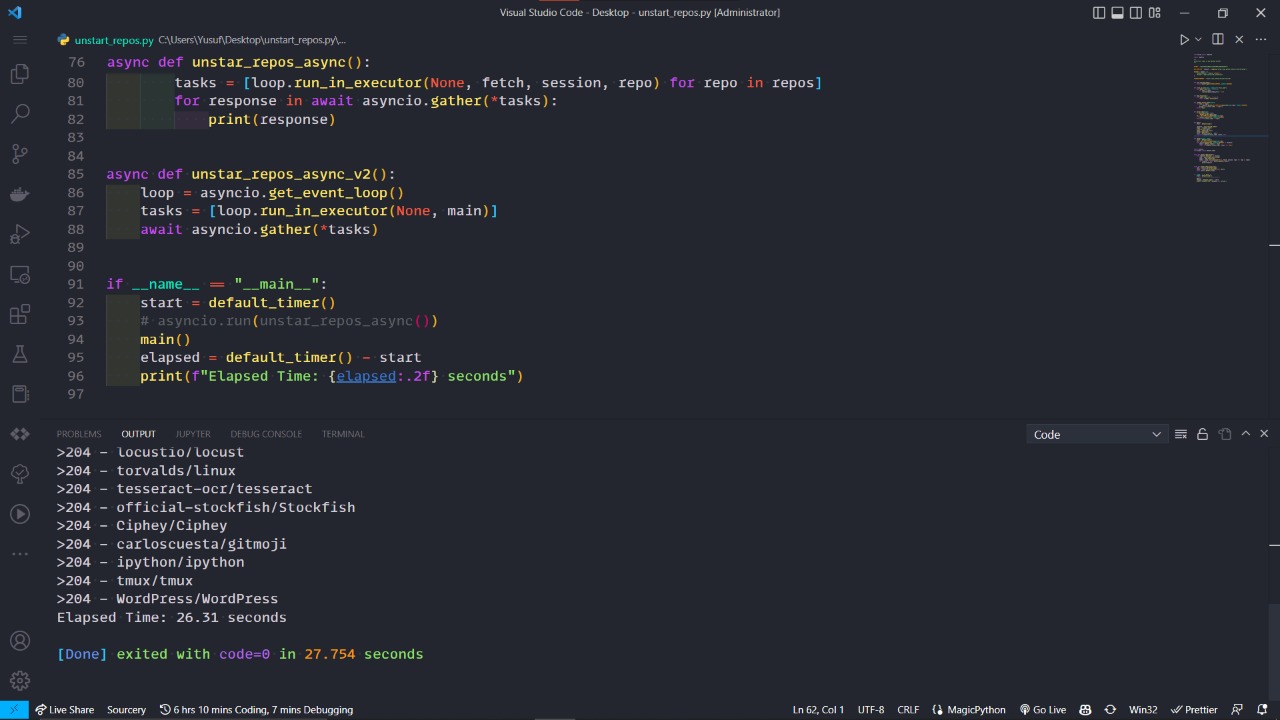 Visual Studio Code - Desktop - unstart_repos.py [Administrator]
unstart_repos.py C:\Users\Yusuf\Desktop\unstart_repos.py\...
76 async def unstar_repos_async():
80 tasks = [loop.run_in_executor(None, fetch, session, repo) for repo in repos]
81 for response in await asyncio.gather(*tasks):
82 print(response)
83
84
85 async def unstar_repos_async_v2():
86 loop = asyncio.get_event_loop()
87 tasks = [loop.run_in_executor(None, main)]
88 await asyncio.gather(*tasks)
89
90
91 if __name__ == "__main__":
92 start = default_timer()
93 # asyncio.run(unstar_repos_async())
94 main()
95 elapsed = default_timer() - start
96 print(f"Elapsed Time: {elapsed:.2f} seconds")
97
PROBLEMS OUTPUT JUPYTER DEBUG CONSOLE TERMINAL Code
>204 - locustio/locust
>204 - torvalds/linux
>204 - tesseract-ocr/tesseract
>204 - official-stockfish/Stockfish
>204 - Ciphey/Ciphey
>204 - carloscuesta/gitmoji
>204 - ipython/ipython
>204 - tmux/tmux
>204 - WordPress/WordPress
Elapsed Time: 26.31 seconds
[Done] exited with code=0 in 27.754 seconds
Live Share Sourcery 6 hrs 10 mins Coding, 7 mins Debugging Ln 62, Col 1 UTF-8 CRLF MagicPython Go Live Win32 Prettier